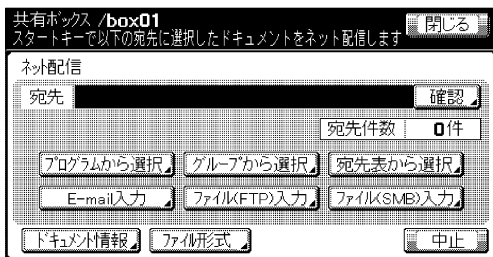 共有ﾎﾞｯｸｽ /box01 閉じる
スタートキーで以下の宛先に選択したドキュメントをネット配信します
ﾈｯﾄ配信
宛先 確認
宛先件数 0件
ﾌﾟﾛｸﾞﾗﾑから選択 ｸﾞﾙｰﾌﾟから選択 宛先表から選択
E-mail入力 ﾌｧｲﾙ(FTP)入力 ﾌｧｲﾙ(SMB)入力
ﾄﾞｷｭﾒﾝﾄ情報 ﾌｧｲﾙ形式 中止